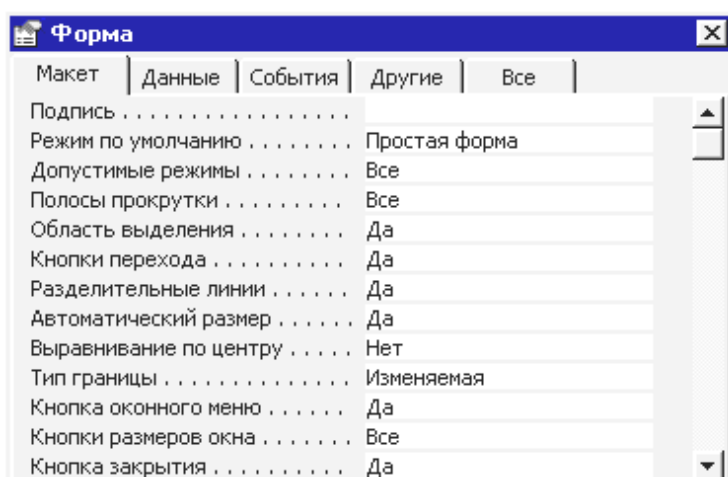 Форма
Макет Данные События Другие Все
Подпись . . . . . . . . . . . . . . . . .
Режим по умолчанию . . . . . . . . Простая форма
Допустимые режимы . . . . . . . . Все
Полосы прокрутки . . . . . . . . . Все
Область выделения . . . . . . . . Да
Кнопки перехода . . . . . . . . . . Да
Разделительные линии . . . . . . Да
Автоматический размер . . . . . . Да
Выравнивание по центру . . . . . Нет
Тип границы . . . . . . . . . . . . . . Изменяемая
Кнопка оконного меню . . . . . . Да
Кнопки размеров окна . . . . . . . Все
Кнопка закрытия . . . . . . . . . . Да